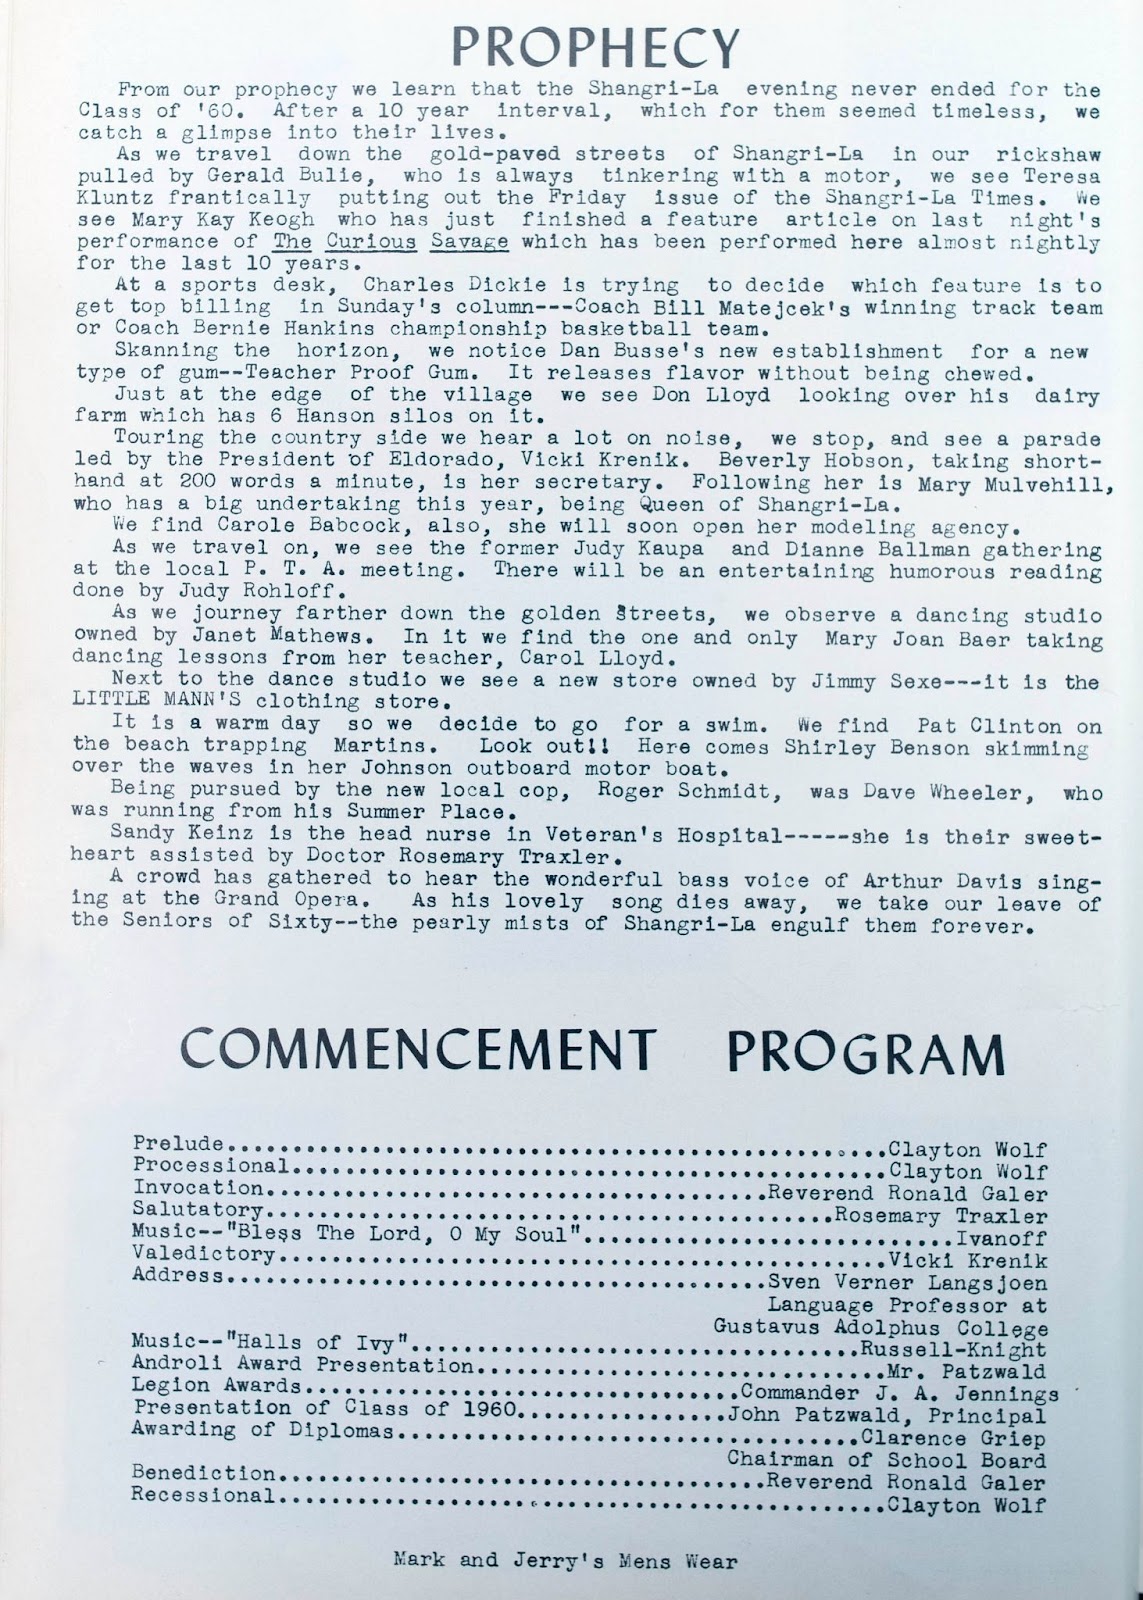 PROPHECY
From our prophecy we learn that the Shangri-La evening never ended for the
Class of '60. After a 10 year interval, which for them seemed timeless, we
catch a glimpse into their lives.
As we travel down the gold-paved streets of Shangri-La in our rickshaw
pulled by Gerald Bulie, who is always tinkering with a motor, we see Teresa
Kluntz frantically putting out the Friday issue of the Shangri-La Times. We
see Mary Kay Keogh who has just finished a feature article on last night's
performance of The Curious Savage which has been performed here almost nightly
for the last 10 years.
At a sports desk, Charles Dickie is trying to decide which feature is to
get top billing in Sunday's column---Coach Bill Matejcek's winning track team
or Coach Bernie Hankins championship basketball team.
Skanning the horizon, we notice Dan Busse's new establishment for a new
type of gum--Teacher Proof Gum. It releases flavor without being chewed.
Just at the edge of the village we see Don Lloyd looking over his dairy
farm which has 6 Hanson silos on it.
Touring the country side we hear a lot on noise, we stop, and see a parade
led by the President of Eldorado, Vicki Krenik. Beverly Hobson, taking short-
hand at 200 words a minute, is her secretary. Following her is Mary Mulvehill,
who has a big undertaking this year, being Queen of Shangri-La.
We find Carole Babcock, also, she will soon open her modeling agency.
As we travel on, we see the former Judy Kaupa and Dianne Ballman gathering
at the local P. T. A. meeting. There will be an entertaining humorous reading
done by Judy Rohloff.
As we journey farther down the golden streets, we observe a dancing studio
owned by Janet Mathews. In it we find the one and only Mary Joan Baer taking
dancing lessons from her teacher, Carol Lloyd.
Next to the dance studio we see a new store owned by Jimmy Sexe---it is the
LITTLE MANN'S clothing store.
It is a warm day so we decide to go for a swim. We find Pat Clinton on
the beach trapping Martins. Look out!! Here comes Shirley Benson skimming
over the waves in her Johnson outboard motor boat.
Being pursued by the new local cop, Roger Schmidt, was Dave Wheeler, who
was running from his Summer Place.
Sandy Keinz is the head nurse in Veteran's Hospital-----she is their sweet-
heart assisted by Doctor Rosemary Traxler.
A crowd has gathered to hear the wonderful bass voice of Arthur Davis sing-
ing at the Grand Opera. As his lovely song dies away, we take our leave of
the Seniors of Sixty--the pearly mists of Shangri-La engulf them forever.
COMMENCEMENT PROGRAM
Prelude..................................................Clayton Wolf
Processional.............................................Clayton Wolf
Invocation......................................Reverend Ronald Galer
Salutatory...........................................Rosemary Traxler
Music--"Bless The Lord, O My Soul"............................Ivanoff
Valedictory..............................................Vicki Krenik
Address.........................................Sven Verner Langsjoen
Language Professor at
Gustavus Adolphus College
Music--"Halls of Ivy"..................................Russell-Knight
Androli Award Presentation...............................Mr. Patzwald
Legion Awards.................................Commander J. A. Jennings
Presentation of Class of 1960................John Patzwald, Principal
Awarding of Diplomas...................................Clarence Griep
Chairman of School Board
Benediction.....................................Reverend Ronald Galer
Recessional..............................................Clayton Wolf
Mark and Jerry's Mens Wear